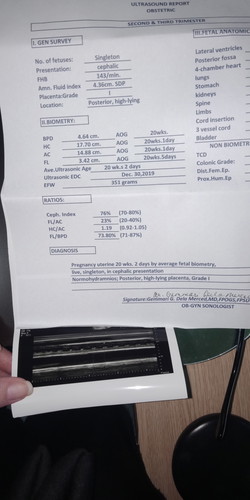 ULTRASOUND REPORT
OBSTETRIC
SECOND & THIRD TRIMASTER
I. GEN SURVEY
No. of fetuses: Singleton
Presentation: cephalic
FHB 143/min.
Amn. Fluid Index 4.36cm. SDP
Placenta:Grade I
Location: Posterior, high-lying
II.BIOMETRY:
BPD 4.64 cm. AOG 20wks.
HC 17.70 cm. AOG 20wks.1day
AC 14.88 cm. AOG 20wks.1day
FL 3.42 cm. AOG 20wks.5days
Ave.Ultrasonic Age 20 wks.± 2 days
Ultrasonic EDC Dec. 30,2019
EFW 351 grams
RATIOS:
Ceph. Index 76% (70-80%)
FL/AC 23% (20-40%)
HC/AC 1.19 (0.92-1.05)
FL/BPD 73.80% (71-87%)
DIAGNOSIS
Pregnancy uterine 20 wks. 2 days by average fetal biometry,
live, singleton, in cephalic presentation
Normohydramnios; Posterior, high-lying placenta, Grade I
OB-GYN SONOLOGIST
III.FETAL ANATOMIC
Lateral ventricles
Posterior fossa
4-chamber heart
lungs
Stomach
kidneys
Spine
Limbs
Cord insertion
3 vessel cord
Bladder
NON BIOMETR
TCD
Colonic Grade:
Dist.Fem.Ep.
Prox.Hum.Ep